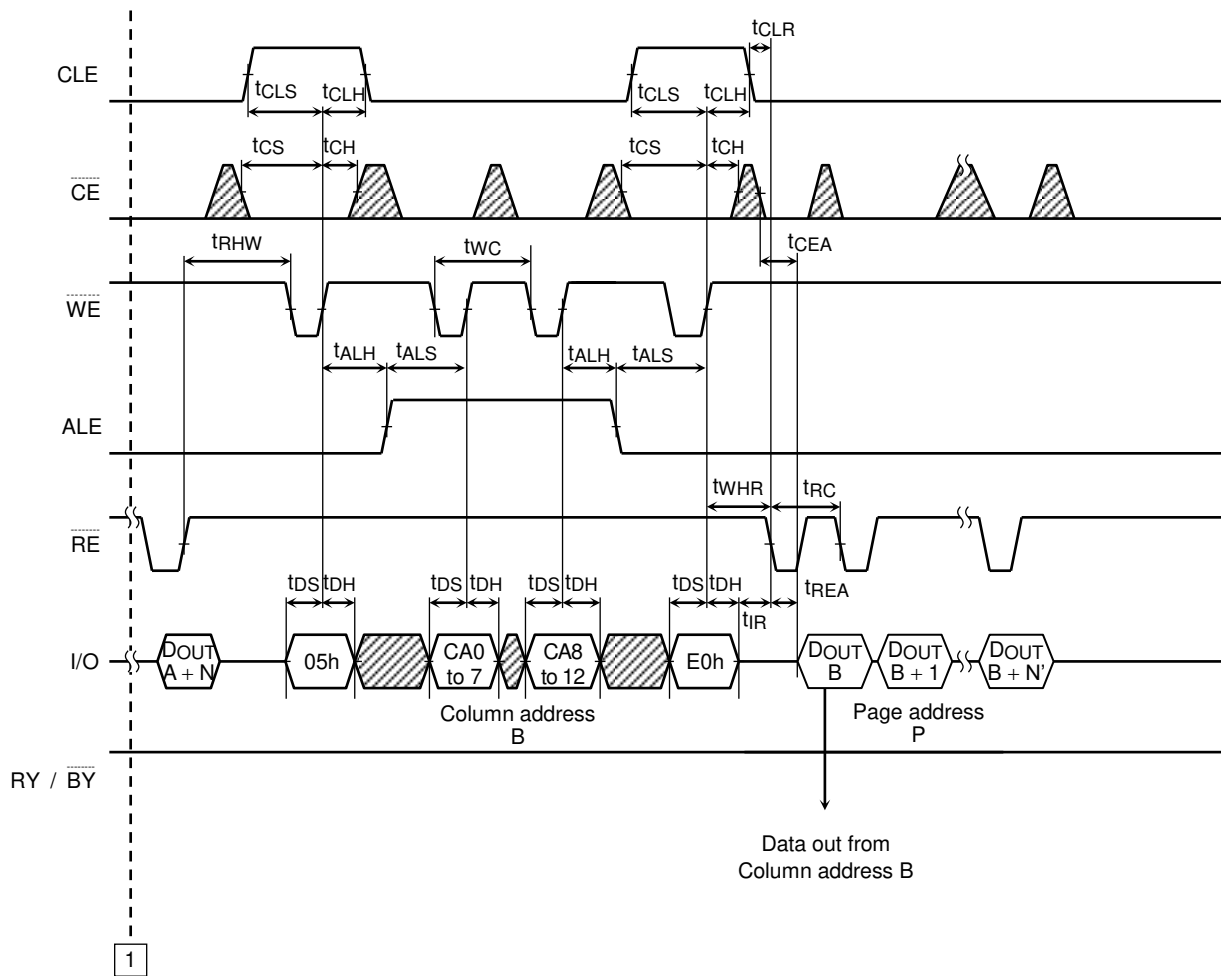 tCLR
CLE
tCLS
tCLH
tCLS
tCLH
tCS
tCH
tCS
tCH
CE
tRHW
tWC
tCEA
WE
tALH
tALS
tALH
tALS
ALE
tWHR
tRC
RE
tDS
tDH
tDS
tDH
tDS
tDH
tDS
tDH
tREA
tIR
I/O
DOUT
A + N
05h
CA0
to 7
CA8
to 12
E0h
DOUT
B
DOUT
B + 1
DOUT
B + N’
Column address
B
Page address
P
RY / BY
Data out from
Column address B
1